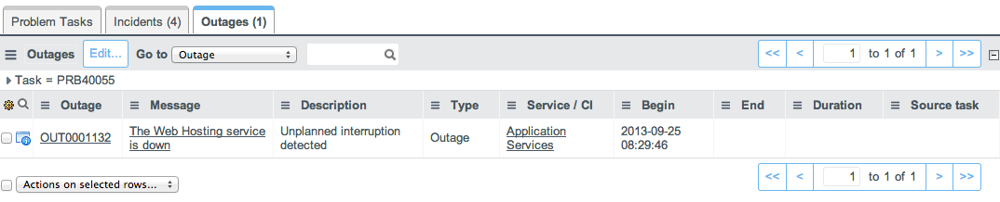 Problem Tasks Incidents (4) Outages (1)
Outages Edit... Go to Outage << < 1 to 1 of 1 > >>
Task = PRB40055
Outage Message Description Type Service / CI Begin End Duration Source task
OUT0001132 The Web Hosting service Unplanned interruption Outage Application 2013-09-25
is down detected Services 08:29:46
Actions on selected rows... << < 1 to 1 of 1 > >>